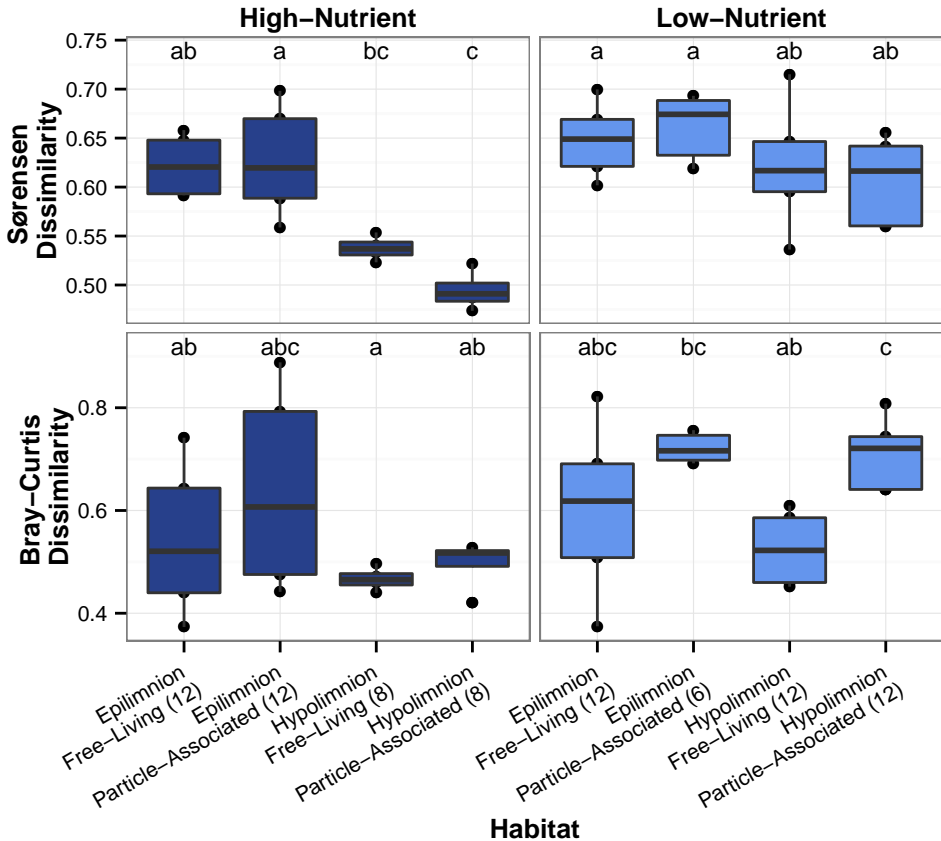 High−Nutrient
Low−Nutrient
Sørensen
Dissimilarity
0.75
0.70
0.65
0.60
0.55
0.50
ab
a
bc
c
a
a
ab
ab
Bray−Curtis
Dissimilarity
0.8
0.6
0.4
ab
abc
a
ab
abc
bc
ab
c
Epilimnion
Free−Living (12)
Epilimnion
Particle−Associated (12)
Hypolimnion
Free−Living (8)
Hypolimnion
Particle−Associated (8)
Epilimnion
Free−Living (12)
Epilimnion
Particle−Associated (6)
Hypolimnion
Free−Living (12)
Hypolimnion
Particle−Associated (12)
Habitat